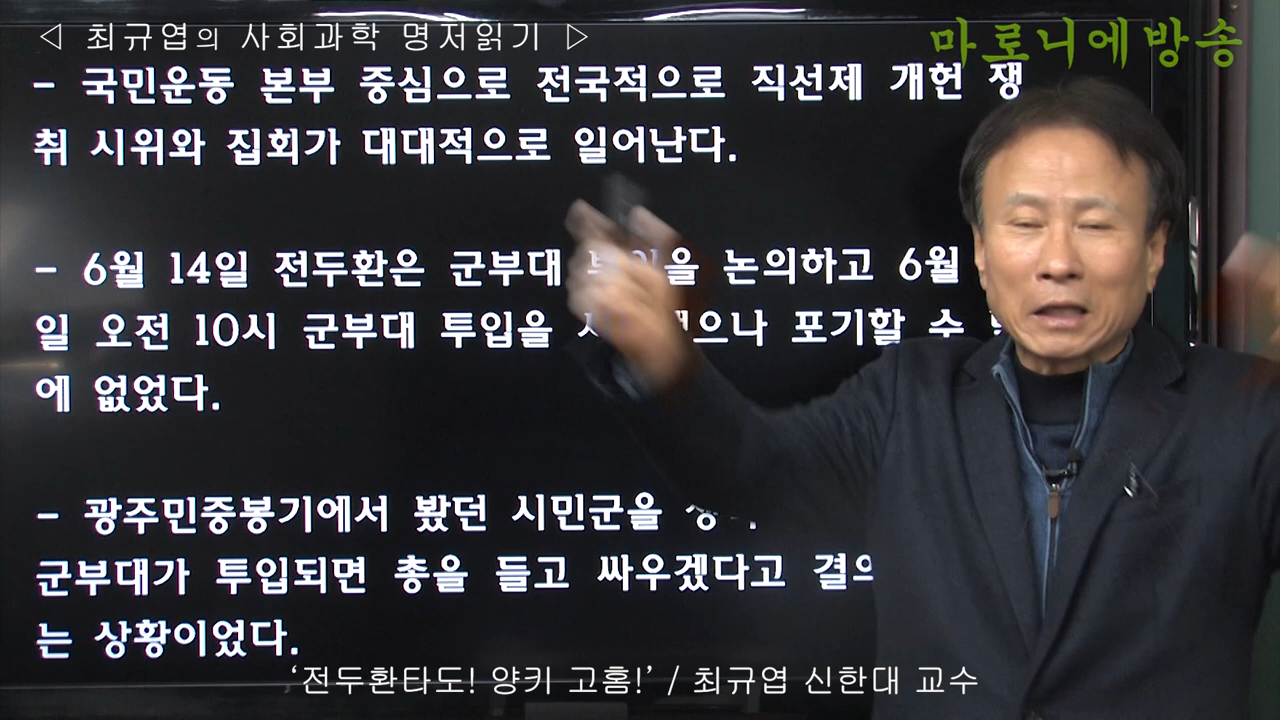 ◁ 최규엽의 사회과학 명저읽기 ▷
마로니에방송
- 국민운동 본부 중심으로 전국적으로 직선제 개헌 쟁
취 시위와 집회가 대대적으로 일어난다.
- 6월 14일 전두환은 군부대 을 논의하고 6월
일 오전 10시 군부대 투입을 포기할 수
에 없었다.
- 광주민중봉기에서 봤던 시민군을
군부대가 투입되면 총을 들고 싸우겠다고
는 상황이었다.
‘전두환타도! 양키 고홈!’ / 최규엽 신한대 교수